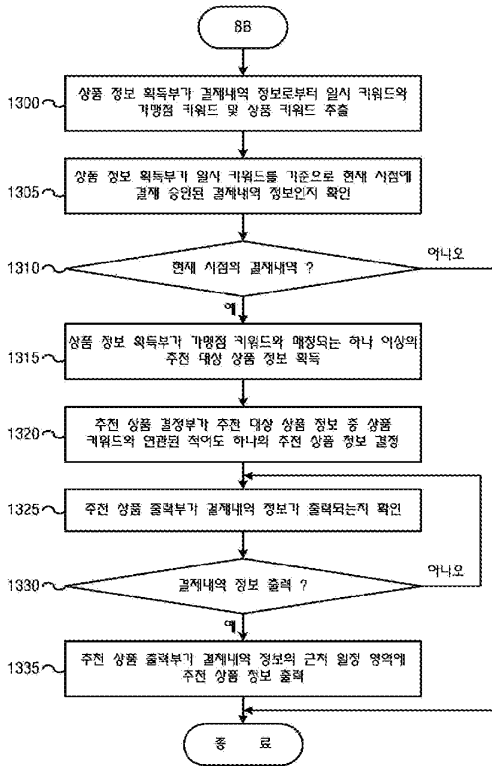 8B
1300
상품 정보 획득부가 결제내역 정보로부터 일시 키워드와
가맹점 키워드 및 상품 키워드 추출
1305
상품 정보 획득부가 일시 키워드를 기준으로 현재 시점에
결제 승인된 결제내역 정보인지 확인
1310
현재 시점의 결제내역 ?
아니오
예
1315
상품 정보 획득부가 가맹점 키워드와 매칭되는 하나 이상의
추천 대상 상품 정보 획득
1320
추천 상품 결정부가 추천 대상 상품 정보 중 상품
키워드와 연관된 적어도 하나의 추천 상품 정보 결정
1325
추천 상품 출력부가 결제내역 정보가 출력되는지 확인
1330
결제내역 정보 출력 ?
아니오
예
1335
추천 상품 출력부가 결제내역 정보의 근처 일정 영역에
추천 상품 정보 출력
종 료